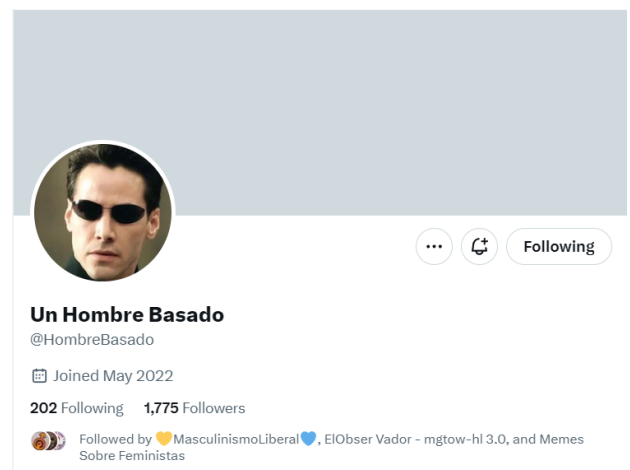 Following
Un Hombre Basado
@HombreBasado
Joined May 2022
202 Following 1,775 Followers
Followed by 💛MasculinismoLiberal💙, ElObser Vador - mgtow-hl 3.0, and Memes
Sobre Feministas